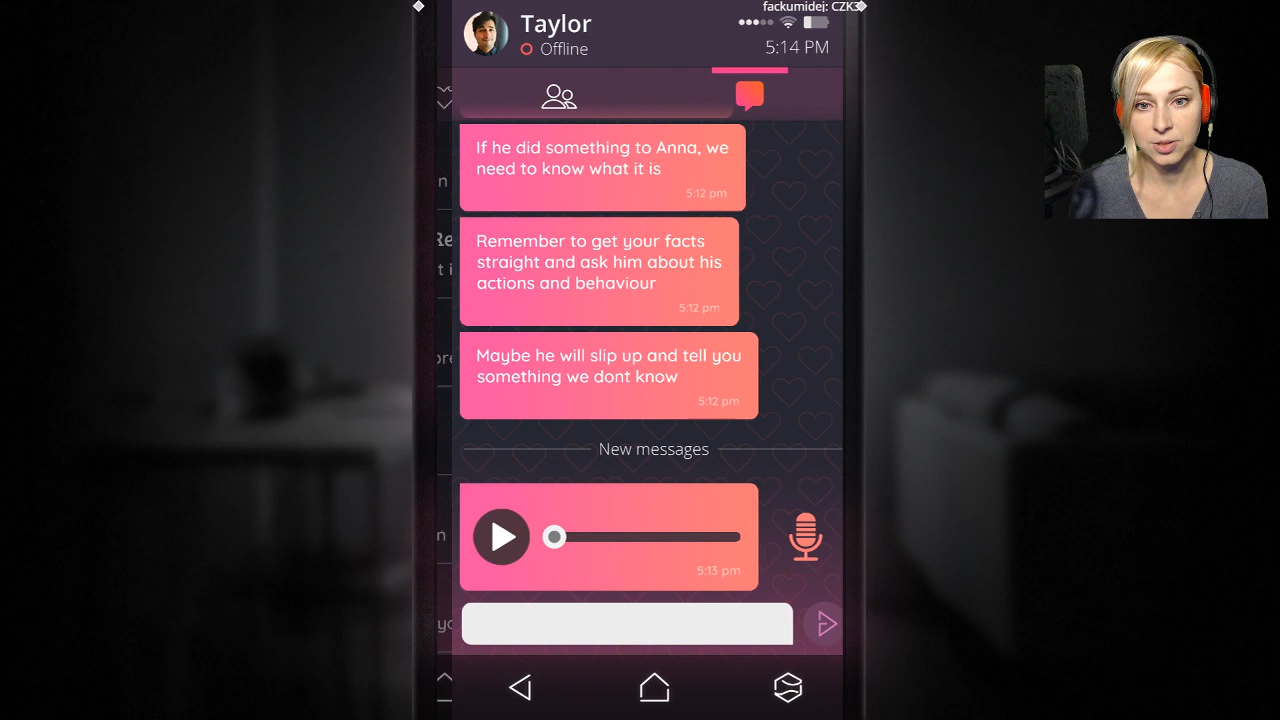 fackumidej: CZK3
Taylor
Offline
5:14 PM
If he did something to Anna, we
need to know what it is
5:12 pm
Remember to get your facts
straight and ask him about his
actions and behaviour
5:12 pm
Maybe he will slip up and tell you
something we dont know
5:12 pm
New messages
5:13 pm